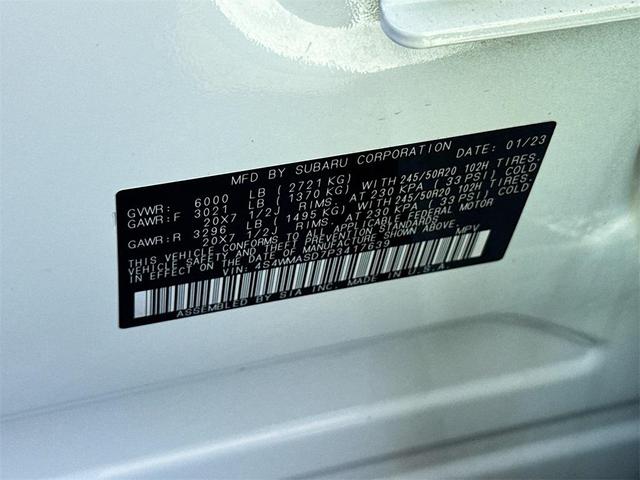 MFD BY SUBARU CORPORATION DATE: 01/23
GVWR: 6000 LB (2721 KG)
GAWR:F 3021 LB (1370 KG) WITH 245/50R20 102H TIRES.
20X7 1/2J RIMS. AT 230 KPA (33 PSI) COLD
GAWR:R 3296 LB (1495 KG) WITH 245/50R20 102H TIRES.
20X7 1/2J RIMS. AT 230 KPA (33 PSI) COLD
THIS VEHICLE CONFORMS TO ALL APPLICABLE FEDERAL MOTOR
VEHICLE SAFETY AND THEFT PREVENTION STANDARDS
IN EFFECT ON THE DATE OF MANUFACTURE SHOWN ABOVE.
VIN: 4S4WMASD7P3412639 MPV
ASSEMBLED BY SIA INC. MADE IN U.S.A.